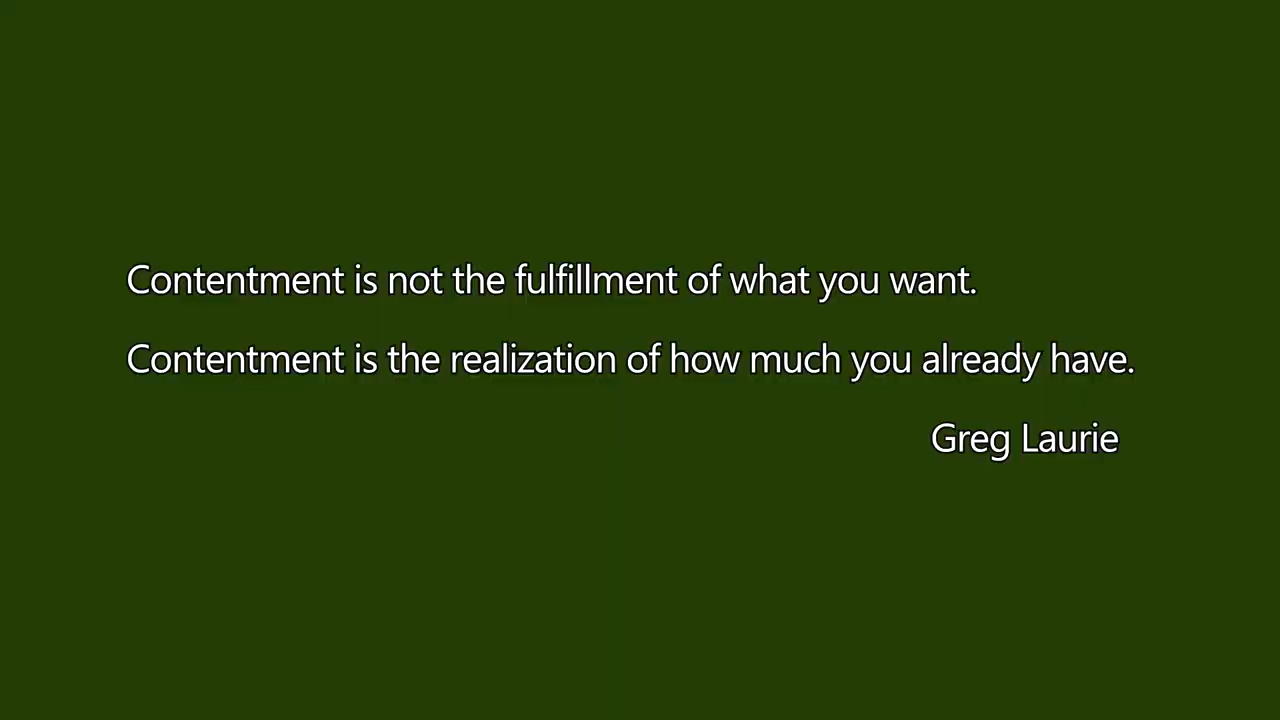 Contentment is not the fulfillment of what you want.
Contentment is the realization of how much you already have.
Greg Laurie